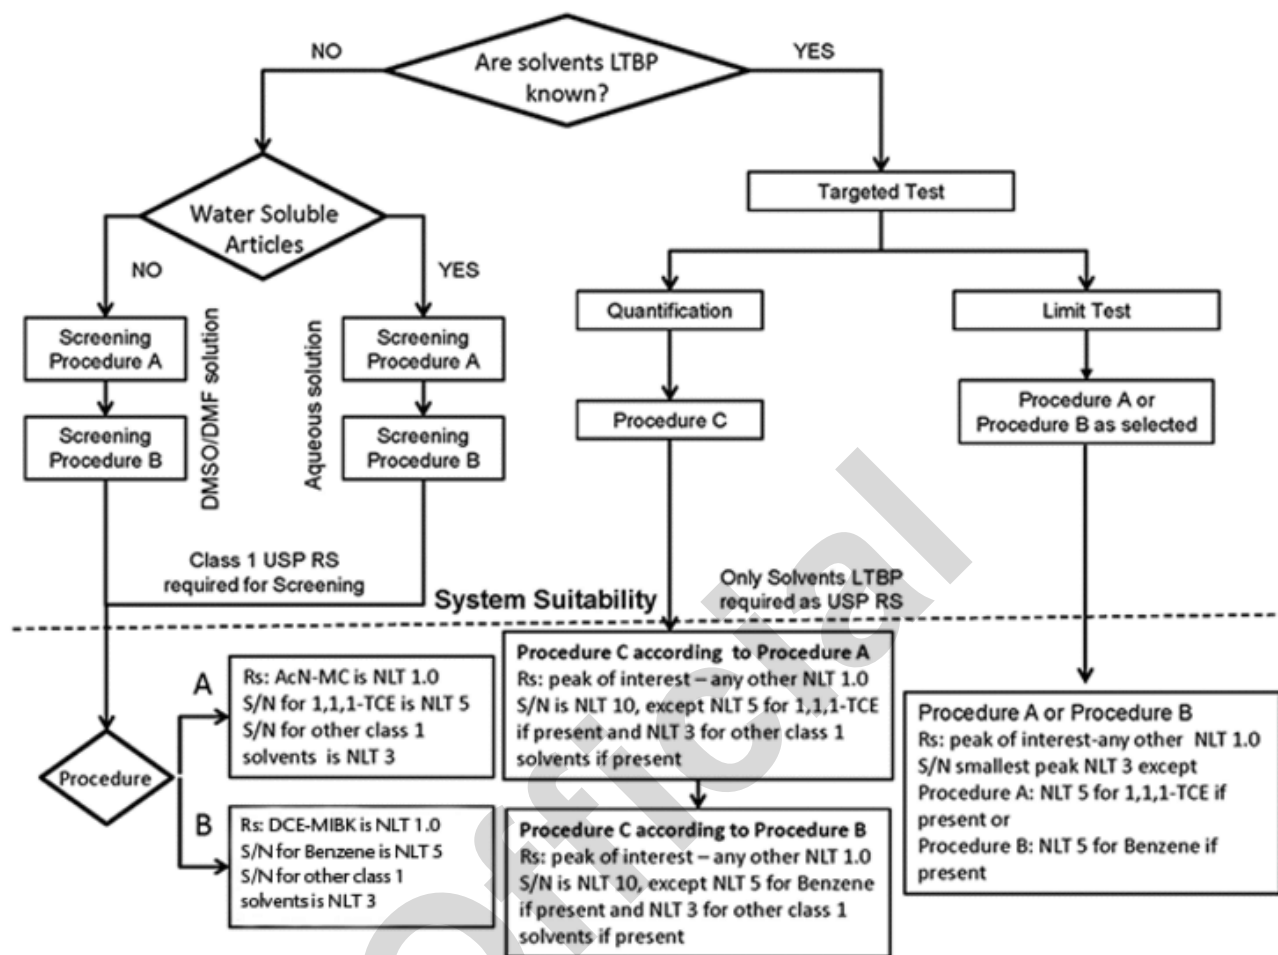 NO
Are solvents LTBP
known?
YES
Water Soluble
Articles
NO
YES
Screening
Procedure A
Screening
Procedure B
DMSO/DMF solution
Aqueous solution
Screening
Procedure A
Screening
Procedure B
Class 1 USP RS
required for Screening
Targeted Test
Quantification
Limit Test
Procedure C
Procedure A or
Procedure B as selected
Only Solvents LTBP
required as USP RS
System Suitability
Procedure
A
Rs: AcN-MC is NLT 1.0
S/N for 1,1,1-TCE is NLT 5
S/N for other class 1
solvents is NLT 3
B
Rs: DCE-MIBK is NLT 1.0
S/N for Benzene is NLT 5
S/N for other class 1
solvents is NLT 3
Procedure C according to Procedure A
Rs: peak of interest – any other NLT 1.0
S/N is NLT 10, except NLT 5 for 1,1,1-TCE
if present and NLT 3 for other class 1
solvents if present
Procedure C according to Procedure B
Rs: peak of interest – any other NLT 1.0
S/N is NLT 10, except NLT 5 for Benzene
if present and NLT 3 for other class 1
solvents if present
Procedure A or Procedure B
Rs: peak of interest-any other NLT 1.0
S/N smallest peak NLT 3 except
Procedure A: NLT 5 for 1,1,1-TCE if
present or
Procedure B: NLT 5 for Benzene if
present
Official